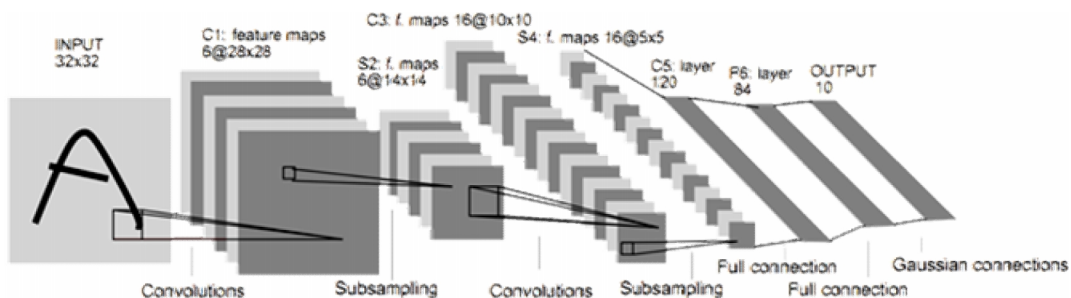 INPUT
32x32
C1: feature maps
6@28x28
S2: f. maps
6@14x14
C3: f. maps 16@10x10
S4: f. maps 16@5x5
C5: layer
120
F6: layer
84
OUTPUT
10
Convolutions
Subsampling
Convolutions
Subsampling
Full connection
Full connection
Gaussian connections